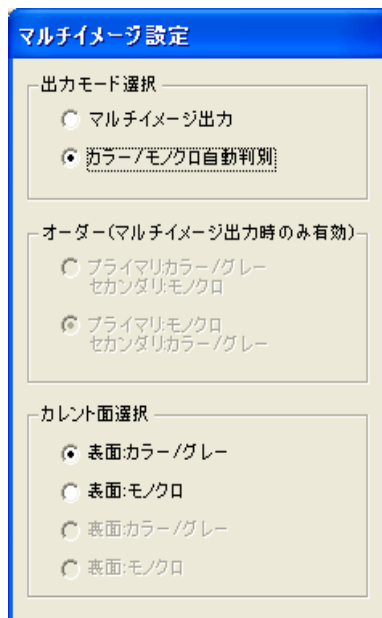 マルチイメージ設定
出力モード選択
マルチイメージ出力
カラー/モノクロ自動判別
オーダー(マルチイメージ出力時のみ有効)
プライマリ:カラー/グレー
セカンダリ:モノクロ
プライマリ:モノクロ
セカンダリ:カラー/グレー
カレント面選択
表面:カラー/グレー
表面:モノクロ
裏面:カラー/グレー
裏面:モノクロ